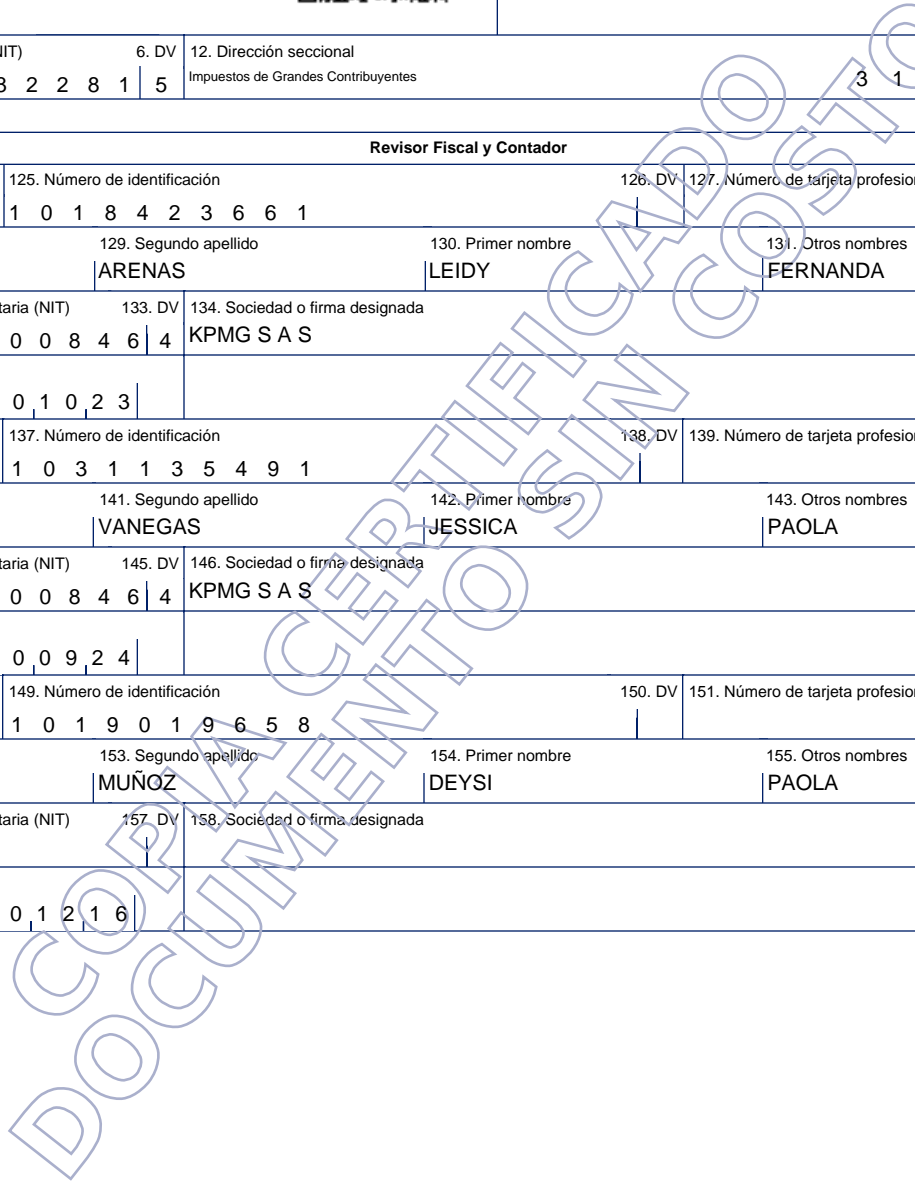 NIT) 6. DV 12. Dirección seccional
3 2 2 8 1 5 Impuestos de Grandes Contribuyentes 3 1
Revisor Fiscal y Contador
125. Número de identificación 126. DV 127. Número de tarjeta profesion
1 0 1 8 4 2 3 6 6 1
129. Segundo apellido 130. Primer nombre 131. Otros nombres
ARENAS LEIDY FERNANDA
taria (NIT) 133. DV 134. Sociedad o firma designada
0 0 8 4 6 4 KPMG S A S
0 1 0 2 3
137. Número de identificación 138. DV 139. Número de tarjeta profesion
1 0 3 1 1 3 5 4 9 1
141. Segundo apellido 142. Primer nombre 143. Otros nombres
VANEGAS JESSICA PAOLA
taria (NIT) 145. DV 146. Sociedad o firma designada
0 0 8 4 6 4 KPMG S A S
0 0 9 2 4
149. Número de identificación 150. DV 151. Número de tarjeta profesion
1 0 1 9 0 1 9 6 5 8
153. Segundo apellido 154. Primer nombre 155. Otros nombres
MUÑOZ DEYSI PAOLA
taria (NIT) 157. DV 158. Sociedad o firma designada
0 1 2 1 6
COPIA CERTIFICADO
DOCUMENTO SIN COSTO